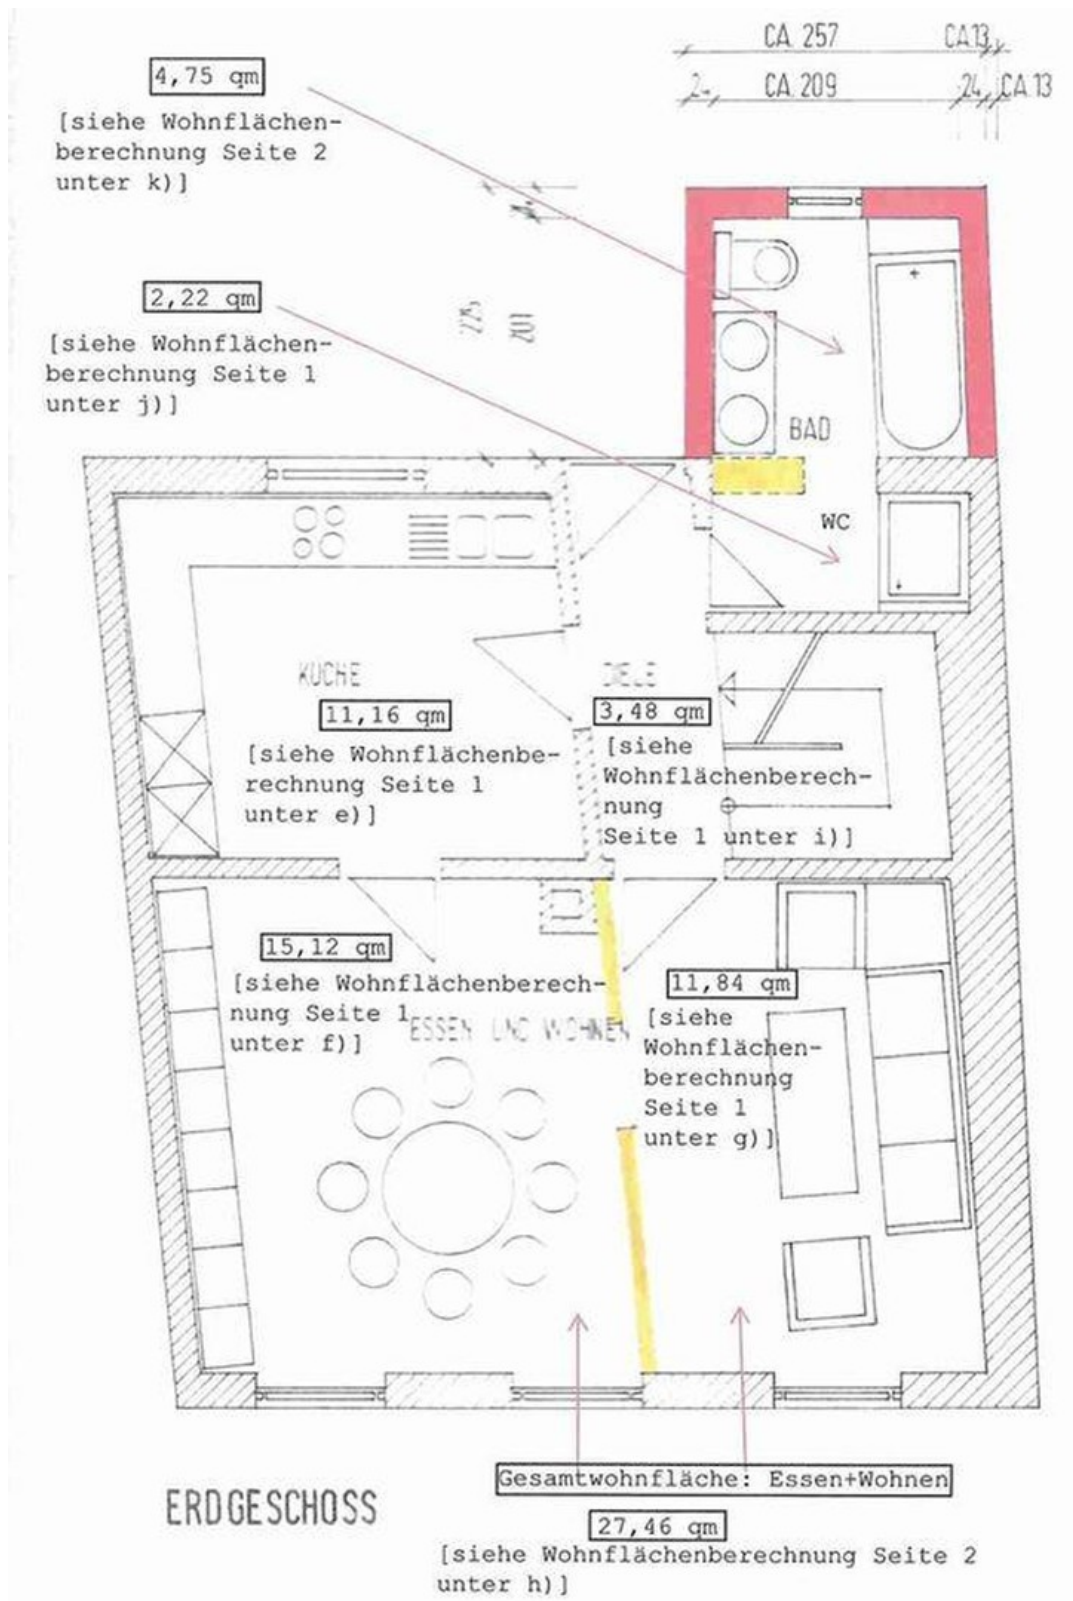 CA. 257
CA.13
24
CA.209
24
CA.13
4,75 qm
[siehe Wohnflächen-
berechnung Seite 2
unter k)]
2,22 qm
[siehe Wohnflächen-
berechnung Seite 1
unter j)]
225
201
BAD
WC
KÜCHE
11,16 qm
[siehe Wohnflächenbe-
rechnung Seite 1
unter e)]
DIELE
3,48 qm
[siehe
Wohnflächenberech-
nung
Seite 1 unter i)]
15,12 qm
[siehe Wohnflächenberech-
nung Seite 1
unter f)]
ESSEN UND WOHNEN
11,84 qm
[siehe
Wohnflächen-
berechnung
Seite 1
unter g)]
Gesamtwohnfläche: Essen+Wohnen
27,46 qm
[siehe Wohnflächenberechnung Seite 2
unter h)]
ERDGESCHOSS